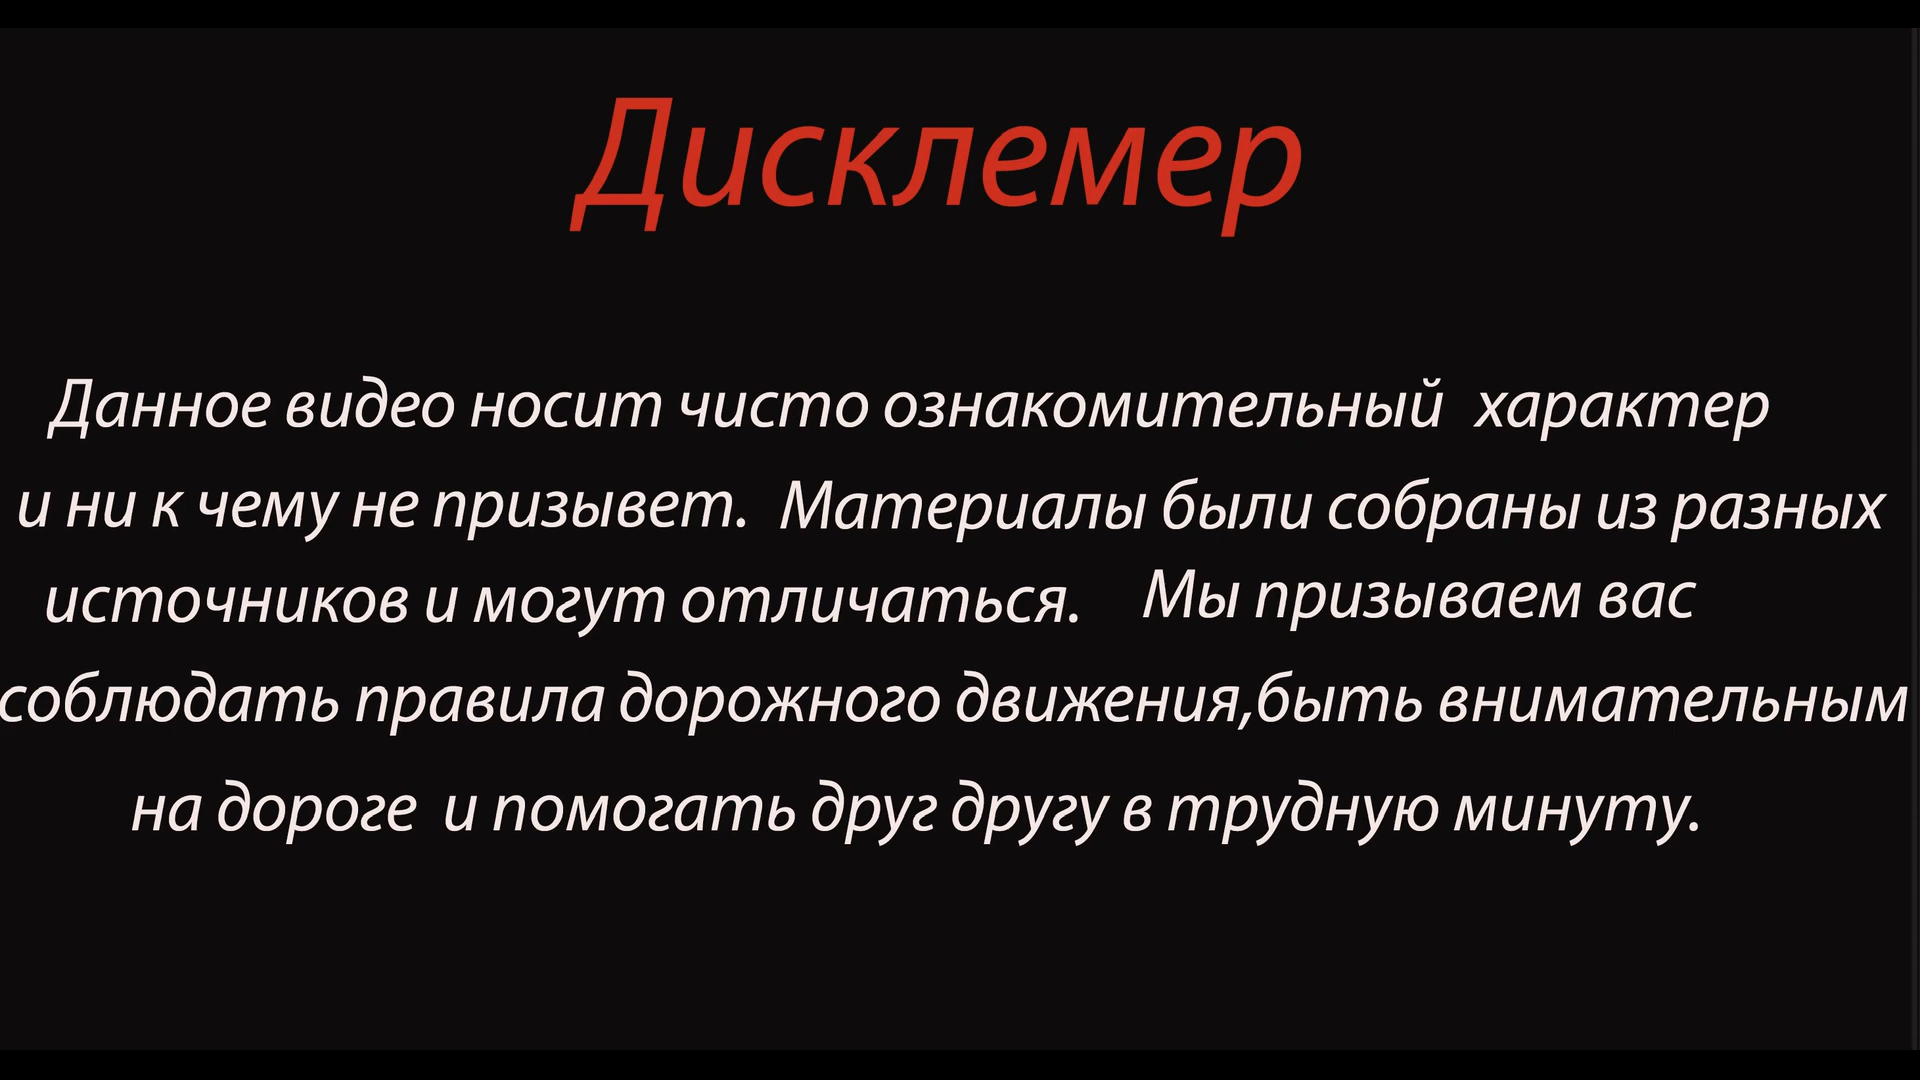 Дисклемер
Данное видео носит чисто ознакомительный характер
и ни к чему не призывет. Материалы были собраны из разных
источников и могут отличаться. Мы призываем вас
соблюдать правила дорожного движения,быть внимательным
на дороге и помогать друг другу в трудную минуту.